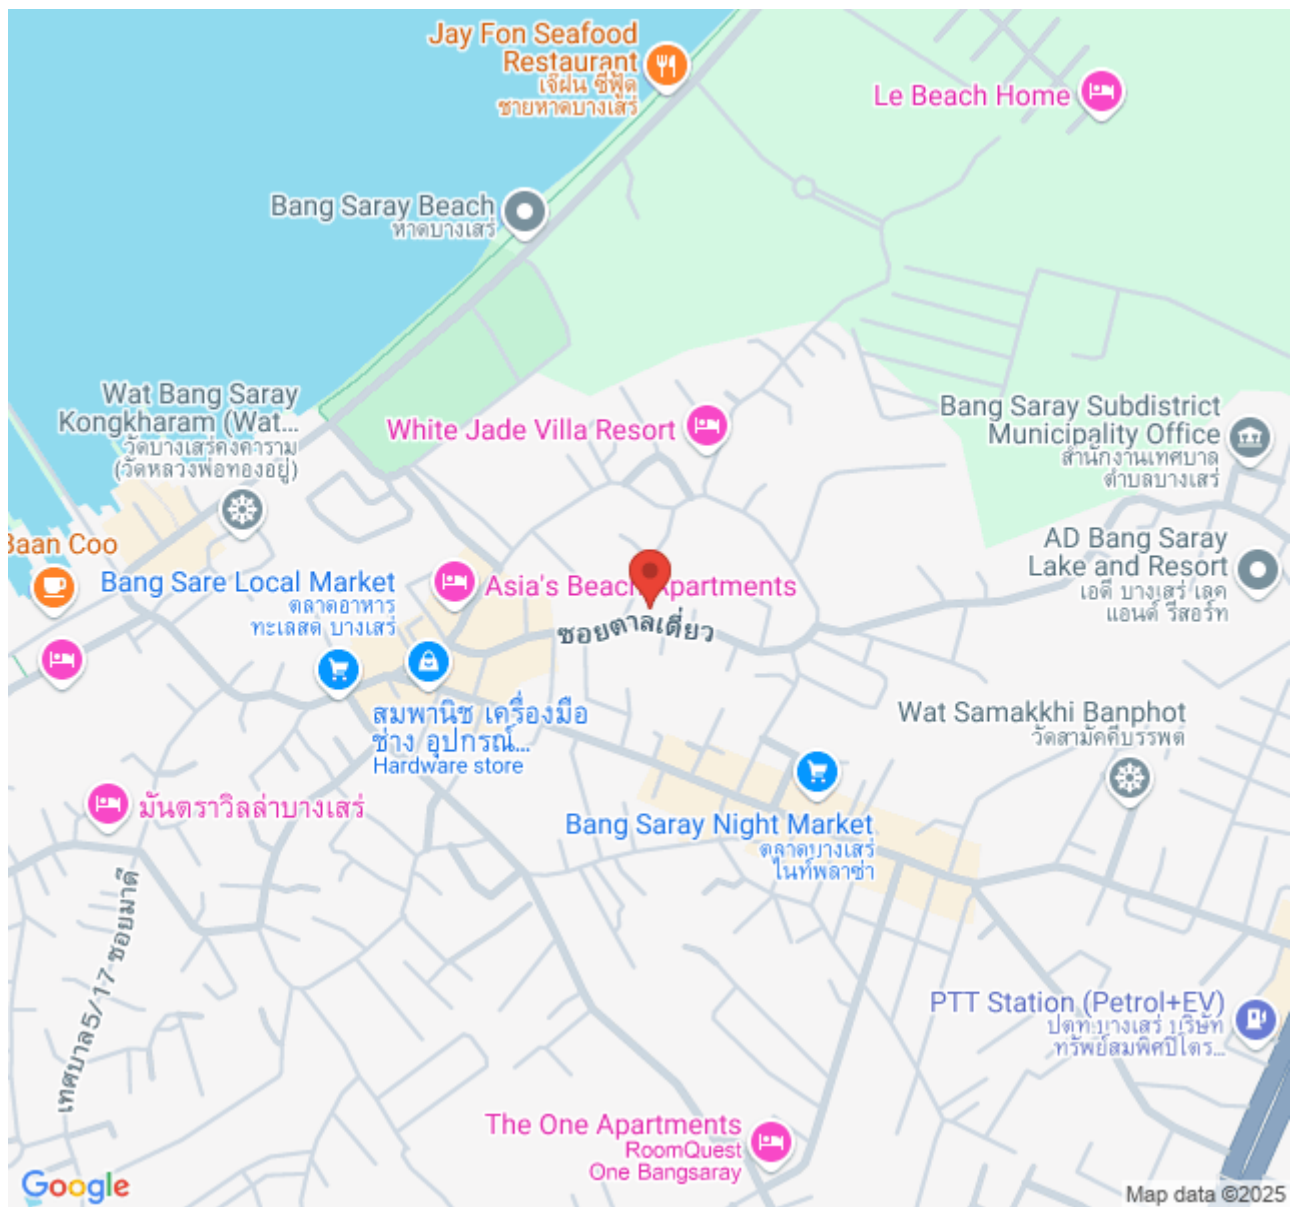 Jay Fon Seafood
Restaurant
เจ๊ฝน ซีฟู้ด
ชายหาดบางเสร่
Le Beach Home
Bang Saray Beach
หาดบางเสร่
Wat Bang Saray
Kongkharam (Wat...
วัดบางเสร่คงคาราม
(วัดหลวงพ่อทองอยู่)
White Jade Villa Resort
Bang Saray Subdistrict
Municipality Office
สำนักงานเทศบาล
ตำบลบางเสร่
Baan Coo
Bang Sare Local Market
ตลาดอาหาร
ทะเลสด บางเสร่
Asia's Beach Apartments
AD Bang Saray
Lake and Resort
เอดี บางเสร่ เลค
แอนด์ รีสอร์ท
ซอยตาลเดี่ยว
สมพานิช เครื่องมือ
ช่าง อุปกรณ์...
Hardware store
Wat Samakkhi Banphot
วัดสามัคคีบรรพต
มันตราวิลล่าบางเสร่
Bang Saray Night Market
ตลาดบางเสร่
ไนท์พลาซ่า
เทศบาล5/17 ซอยมาดี
PTT Station (Petrol+EV)
ปตท.บางเสร่ บริษัท
ทรัพย์สมพิศปิโตร...
The One Apartments
RoomQuest
One Bangsaray
Google
Map data ©2025